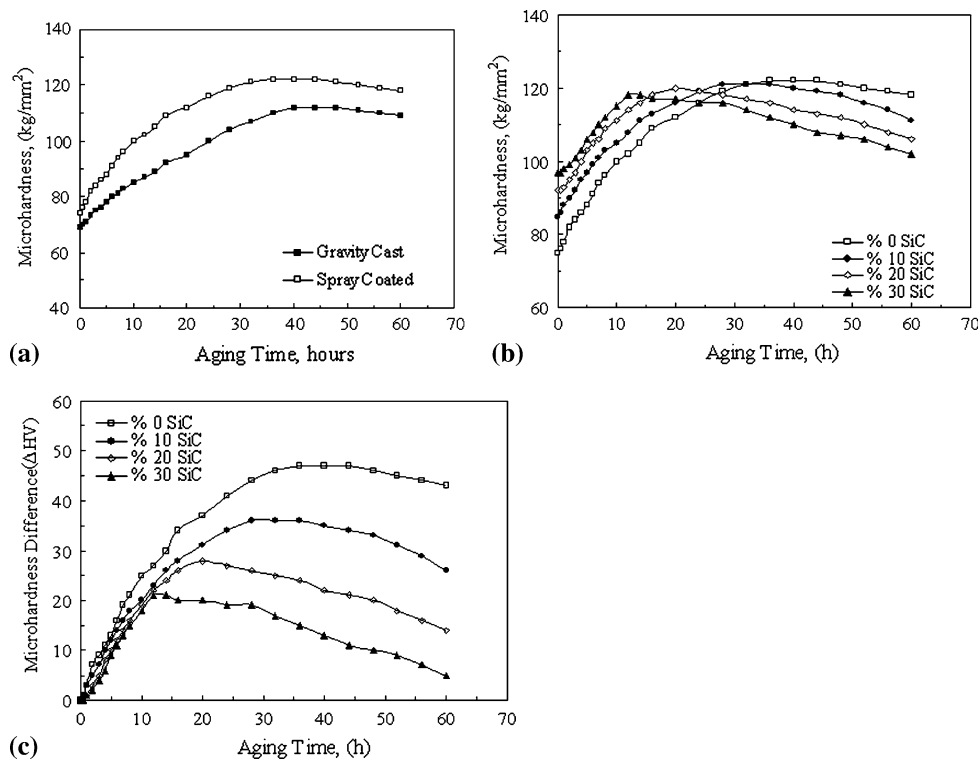 140
120
100
80
60
40
Microhardness, (kg/mm²)
0 10 20 30 40 50 60 70
Aging Time, hours
Gravity Cast
Spray Coated
(a)
140
120
100
80
60
Microhardness, (kg/mm²)
0 10 20 30 40 50 60 70
Aging Time, (h)
% 0 SiC
% 10 SiC
% 20 SiC
% 30 SiC
(b)
60
50
40
30
20
10
0
Microhardness Difference(ΔHV)
% 0 SiC
% 10 SiC
% 20 SiC
% 30 SiC
0 10 20 30 40 50 60 70
Aging Time, (h)
(c)